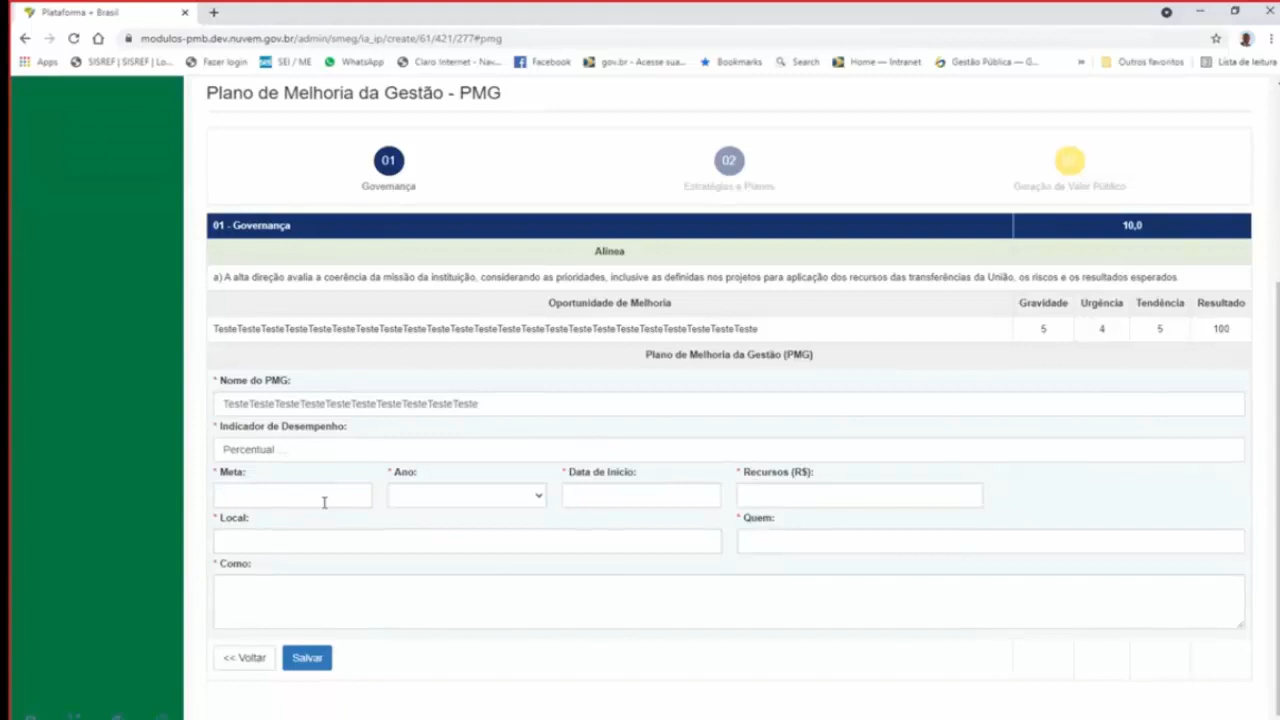 Plataforma + Brasil
modulos-pmb.dev.nuvem.gov.br/admin/smeg/ia_ip/create/61/421/277#pmg
Apps SISREF | SISREF | Lo... Fazer login SEI / ME WhatsApp Claro Internet - Nav... Facebook gov.br - Acesse sua... Bookmarks Search Home — Intranet Gestão Pública — G... » Outros favoritos Lista de leitura
Plano de Melhoria da Gestão - PMG
01 02
Governança Estratégias e Planes Geração de Valor Público
01 - Governança 10,0
Alínea
a) A alta direção avalia a coerência da missão da instituição, considerando as prioridades, inclusive as definidas nos projetos para aplicação dos recursos das transferências da União, os riscos e os resultados esperados.
Oportunidade de Melhoria Gravidade Urgência Tendência Resultado
TesteTesteTesteTesteTesteTesteTesteTesteTesteTesteTesteTesteTesteTesteTesteTesteTesteTesteTesteTesteTesteTesteTeste 5 4 5 100
Plano de Melhoria da Gestão (PMG)
* Nome do PMG:
TesteTesteTesteTesteTesteTesteTesteTesteTesteTeste
* Indicador de Desempenho:
Percentual ...
* Meta: * Ano: * Data de Início: * Recursos (R$):
* Local: * Quem:
* Como:
<< Voltar Salvar